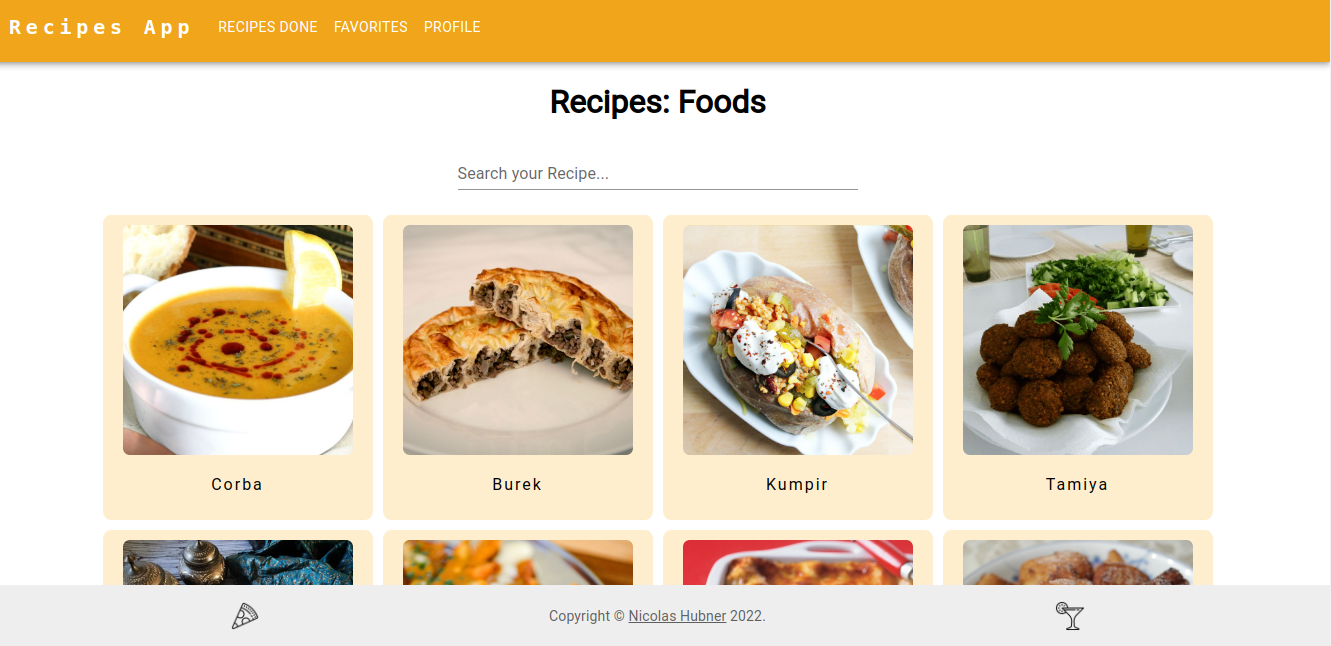 Recipes App RECIPES DONE FAVORITES PROFILE
Recipes: Foods
Search your Recipe...
Corba Burek Kumpir Tamiya
Copyright © Nicolas Hubner 2022.